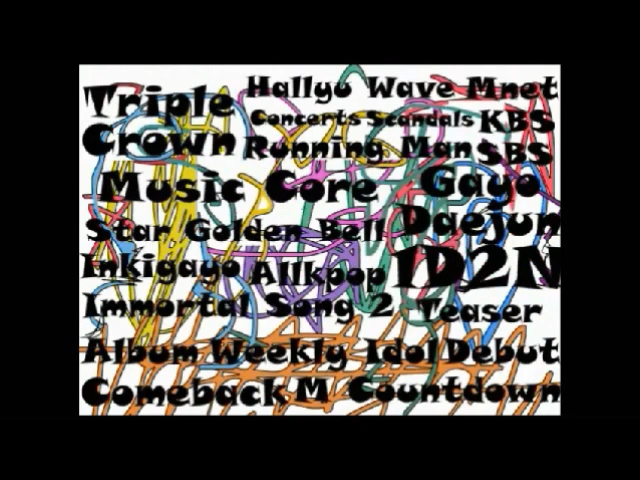 Triple Crown
Hallyu Wave Mnet
Concerts Scandals KBS
Running Man SBS
Music Core Gayo Daejun
Star Golden Bell
Inkigayo Allkpop 1D2N
Immortal Song 2 Teaser
Album Weekly Idol Debut
Comeback M Countdown